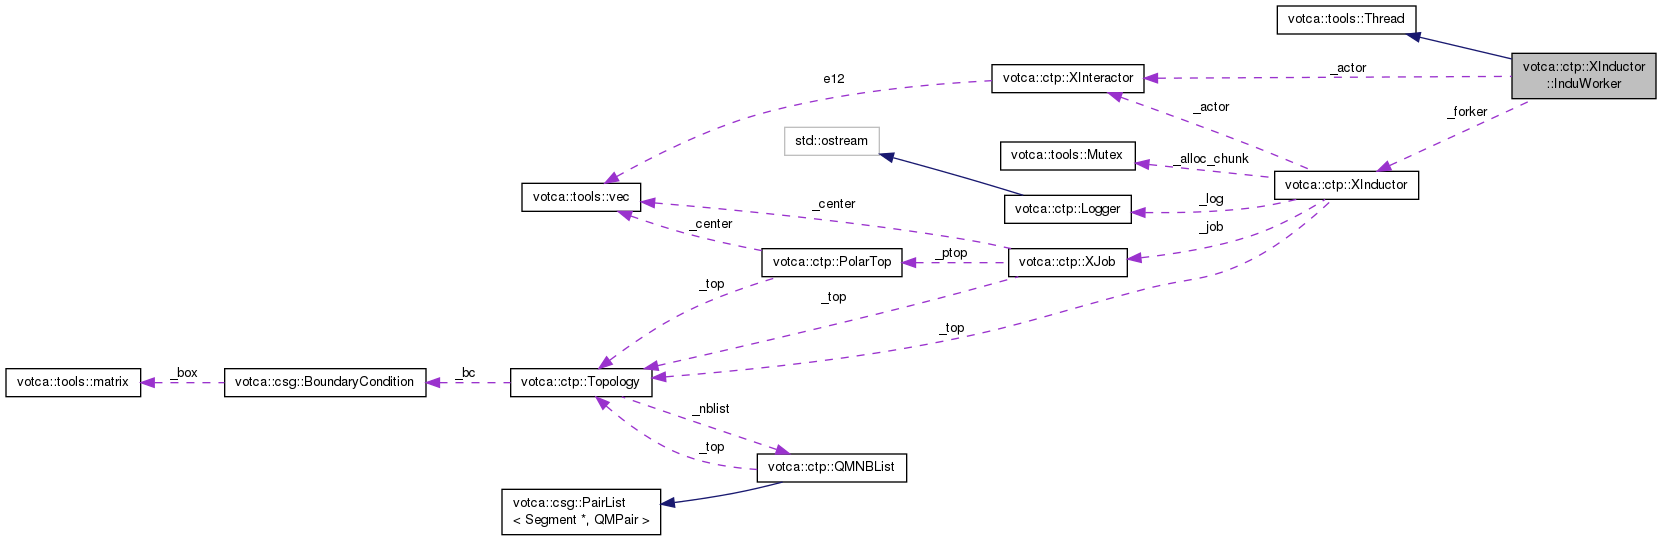 votca::tools::Thread
votca::ctp::XInductor
::InduWorker
e12
votca::ctp::XInteractor
_actor
_actor
_forker
std::ostream
votca::tools::Mutex
_alloc_chunk
votca::tools::vec
votca::ctp::XInductor
_center
votca::ctp::Logger
_log
_center
_job
votca::ctp::PolarTop
_ptop
votca::ctp::XJob
_top
_top
_top
votca::tools::matrix
_box
votca::csg::BoundaryCondition
_bc
votca::ctp::Topology
_nblist
_top
votca::ctp::QMNBList
votca::csg::PairList
< Segment *, QMPair >